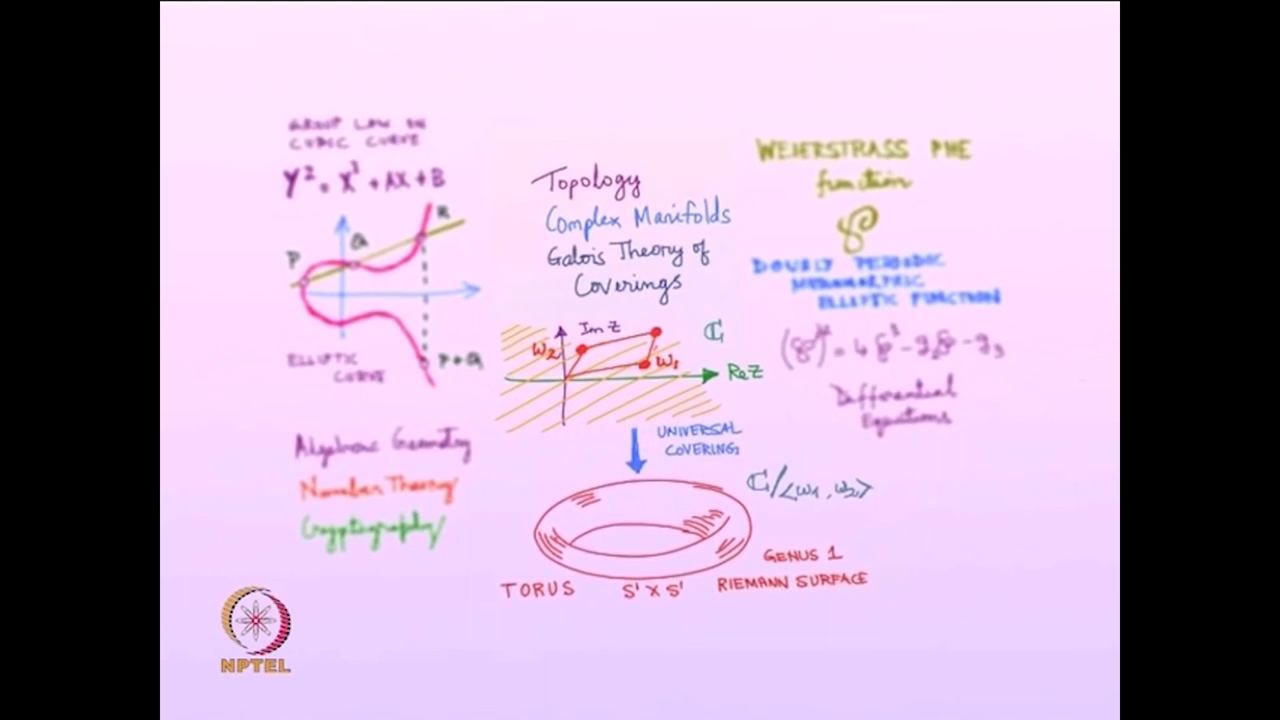 GROUP LAW ON
CUBIC CURVE
Y² = X³ + AX + B
R
Q
P
P+Q
ELLIPTIC
CURVE
Algebraic Geometry
Number Theory
Cryptography
Topology
Complex Manifolds
Galois Theory of
Coverings
Im Z
ℂ
ω₂
ω₁
Re Z
UNIVERSAL
COVERING
ℂ/⟨ω₁, ω₂⟩
GENUS 1
TORUS S¹ X S¹ RIEMANN SURFACE
WEIERSTRASS PHE
function
℘
DOUBLY PERIODIC
MEROMORPHIC
ELLIPTIC FUNCTION
(℘')² = 4℘³ - g₂℘ - g₃
Differential
Equations
NPTEL